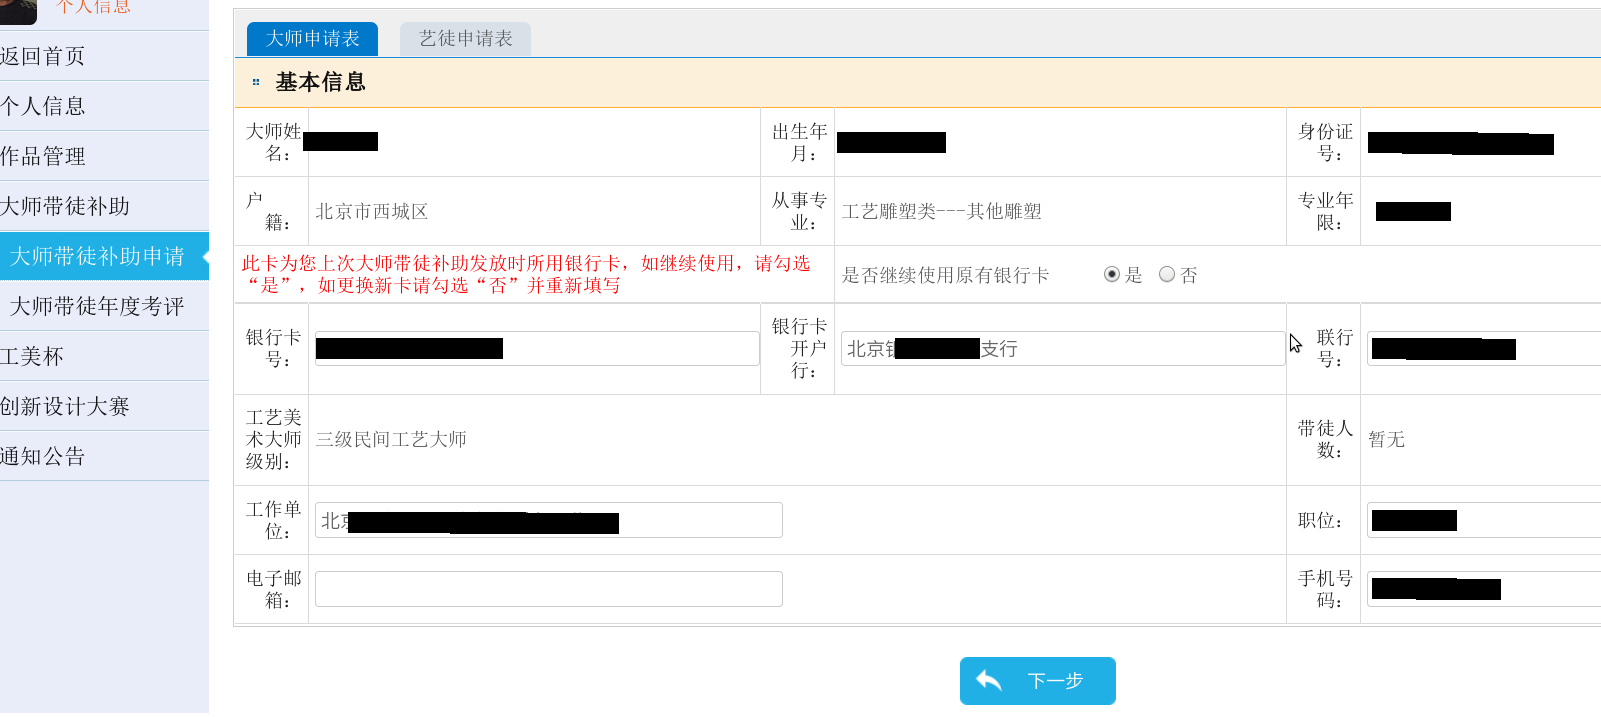 个人信息
返回首页
个人信息
作品管理
大师带徒补助
大师带徒补助申请
大师带徒年度考评
工美杯
创新设计大赛
通知公告
大师申请表
艺徒申请表
基本信息
大师姓
名：
出生年
月：
身份证
号：
户
籍：
北京市西城区
从事专
业：
工艺雕塑类---其他雕塑
专业年
限：
此卡为您上次大师带徒补助发放时所用银行卡，如继续使用，请勾选
“是”，如更换新卡请勾选“否”并重新填写
是否继续使用原有银行卡
是
否
银行卡
号：
银行卡
开户
行：
北京
支行
联行
号：
工艺美
术大师
级别：
三级民间工艺大师
带徒人
数：
暂无
工作单
位：
北
职位：
电子邮
箱：
手机号
码：
下一步